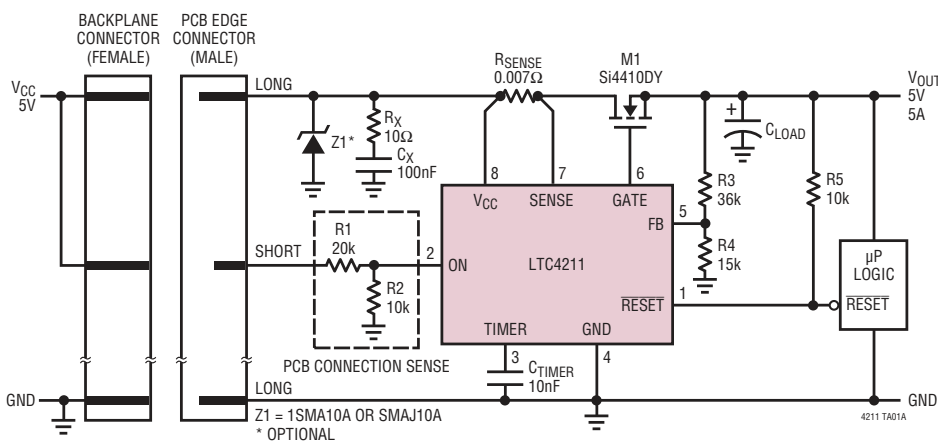 BACKPLANE
CONNECTOR
(FEMALE)
PCB EDGE
CONNECTOR
(MALE)
VCC
5V
LONG
RSENSE
0.007Ω
M1
Si4410DY
VOUT
5V
5A
Z1*
RX
10Ω
CX
100nF
+
CLOAD
8
7
6
VCC
SENSE
GATE
R3
36k
R5
10k
5
FB
R4
15k
SHORT
R1
20k
2
ON
LTC4211
R2
10k
µP
LOGIC
RESET
1
RESET
TIMER
GND
PCB CONNECTION SENSE
3
CTIMER
10nF
4
GND
LONG
GND
Z1 = 1SMA10A OR SMAJ10A
* OPTIONAL
4211 TA01A